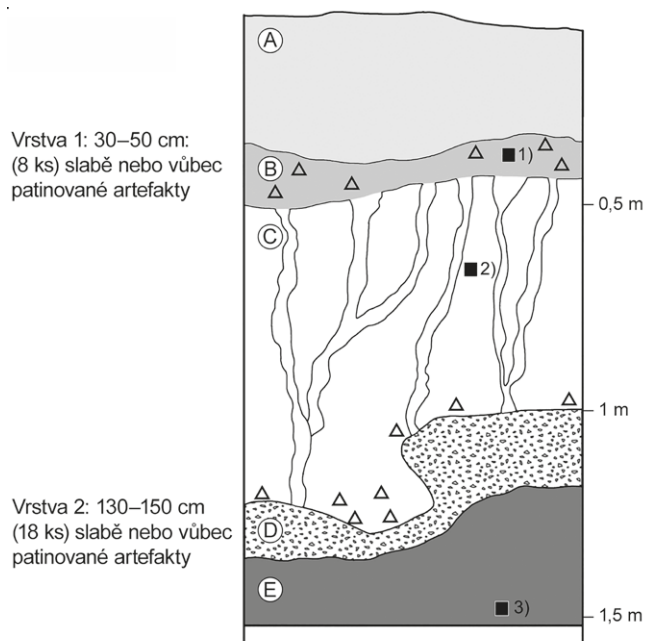 A
Vrstva 1: 30–50 cm:
(8 ks) slabě nebo vůbec
patinované artefakty
B
1)
0,5 m
C
2)
1 m
Vrstva 2: 130–150 cm
(18 ks) slabě nebo vůbec
patinované artefakty
D
E
3)
1,5 m